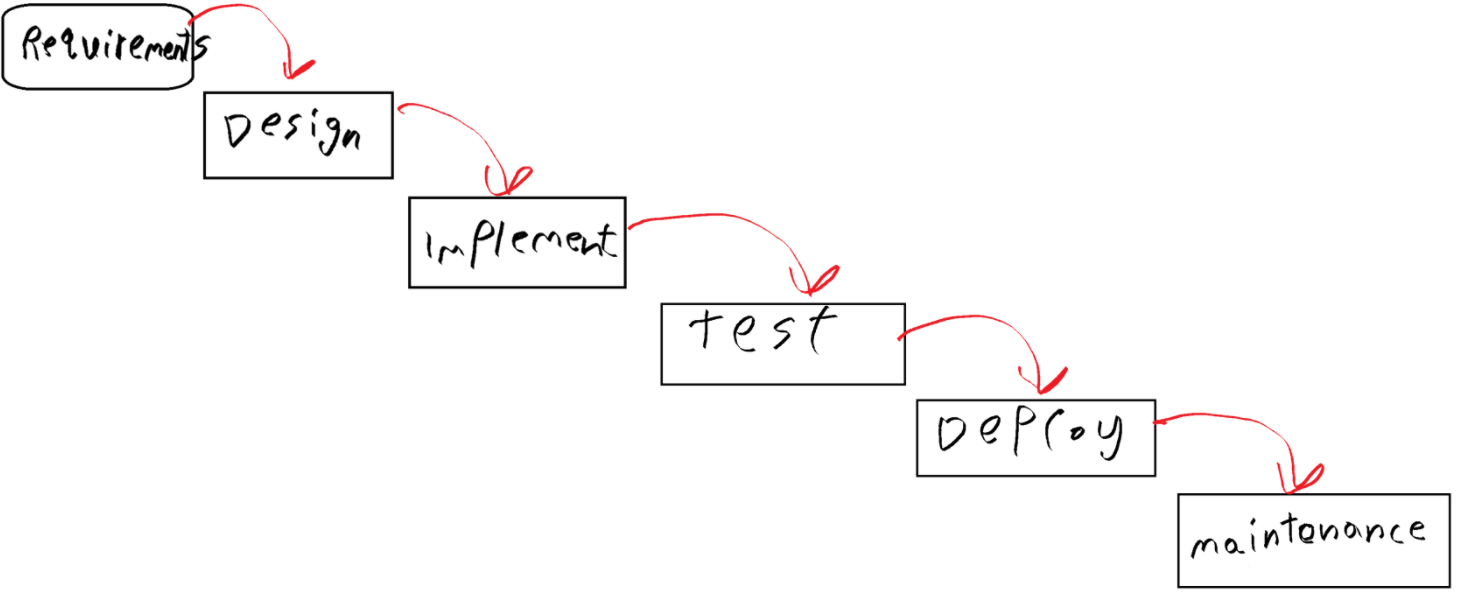 Requirements
Design
Implement
Test
Deploy
maintenance